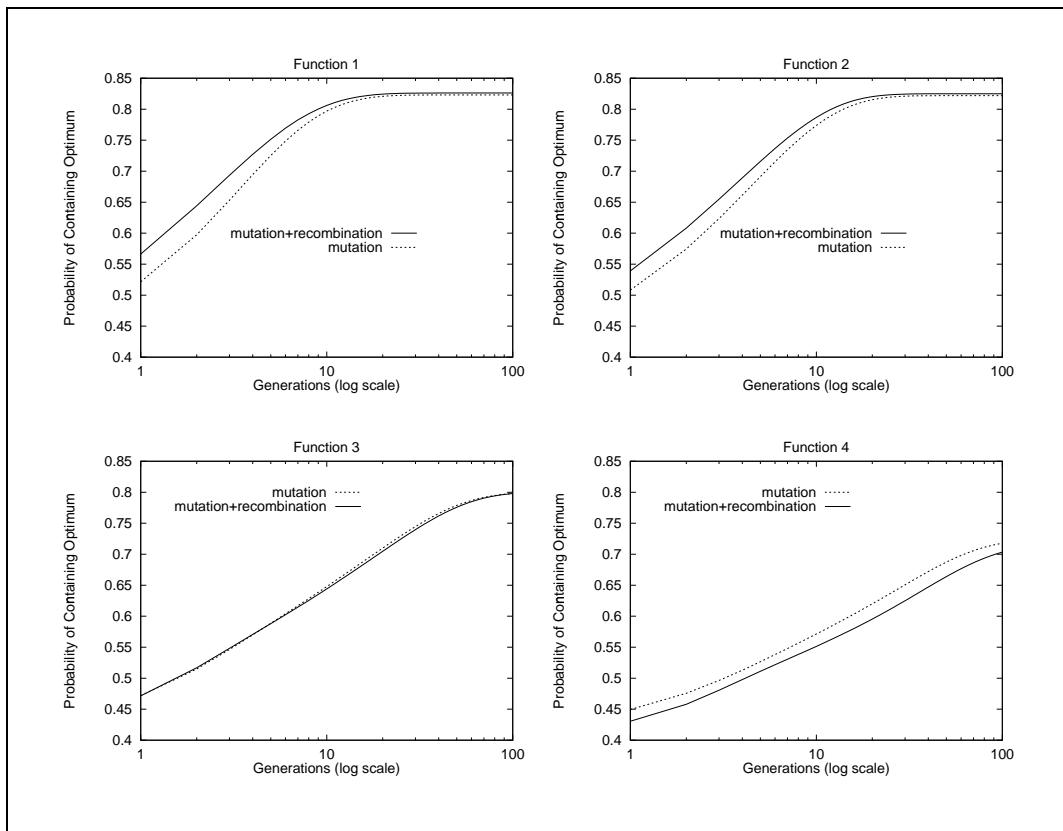 Function 1
0.85
0.8
0.75
0.7
0.65
0.6
0.55
0.5
0.45
0.4
Probability of Containing Optimum
mutation+recombination
mutation
1
10
100
Generations (log scale)
Function 2
0.85
0.8
0.75
0.7
0.65
0.6
0.55
0.5
0.45
0.4
Probability of Containing Optimum
mutation+recombination
mutation
1
10
100
Generations (log scale)
Function 3
0.85
0.8
0.75
0.7
0.65
0.6
0.55
0.5
0.45
0.4
Probability of Containing Optimum
mutation
mutation+recombination
1
10
100
Generations (log scale)
Function 4
0.85
0.8
0.75
0.7
0.65
0.6
0.55
0.5
0.45
0.4
Probability of Containing Optimum
mutation
mutation+recombination
1
10
100
Generations (log scale)